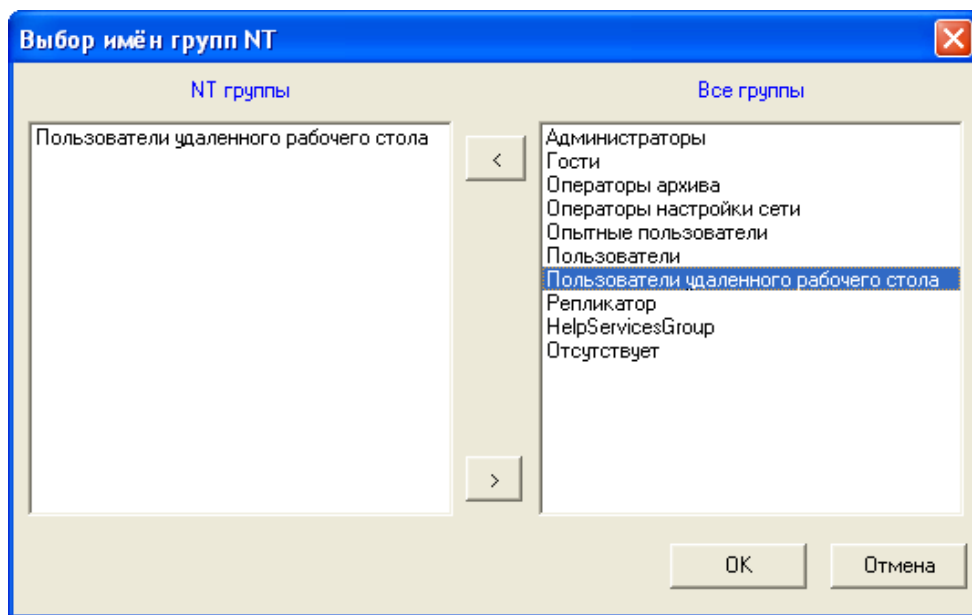 Выбор имён групп NT
NT группы
Все группы
Пользователи удаленного рабочего стола
<
>
Администраторы
Гости
Операторы архива
Операторы настройки сети
Опытные пользователи
Пользователи
Пользователи удаленного рабочего стола
Репликатор
HelpServicesGroup
Отсутствует
OK
Отмена